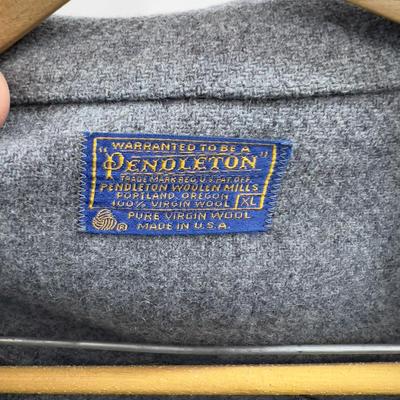 WARRANTED TO BE A
"PENDLETON"
TRADE MARK REG. U.S. PAT. OFF.
PENDLETON WOOLEN MILLS
PORTLAND, OREGON
100% VIRGIN WOOL XL
® PURE VIRGIN WOOL
MADE IN U.S.A.